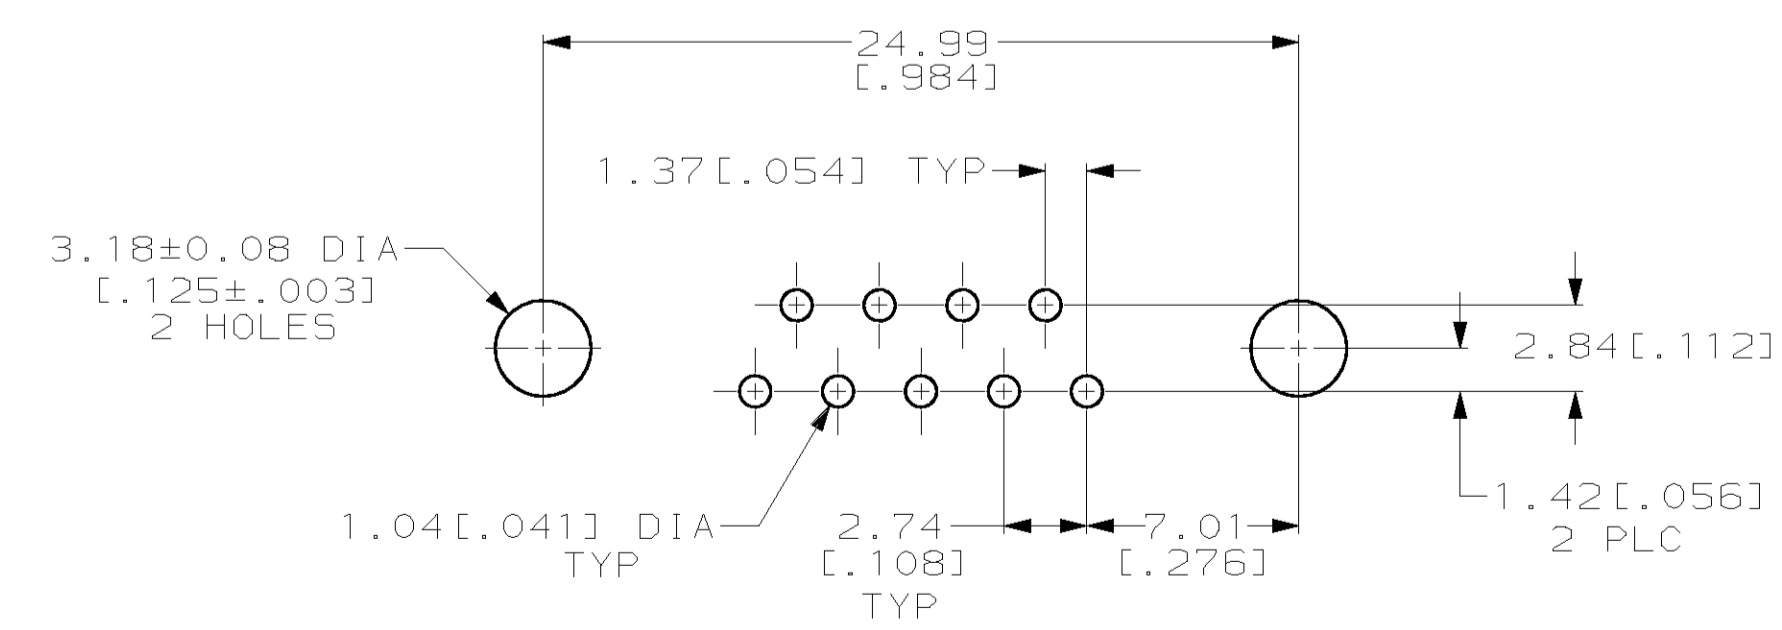 24.99
[.984]
1.37[.054] TYP
3.18±0.08 DIA
[.125±.003]
2 HOLES
2.84[.112]
1.42[.056]
2 PLC
1.04[.041] DIA
TYP
2.74
[.108]
TYP
7.01
[.276]